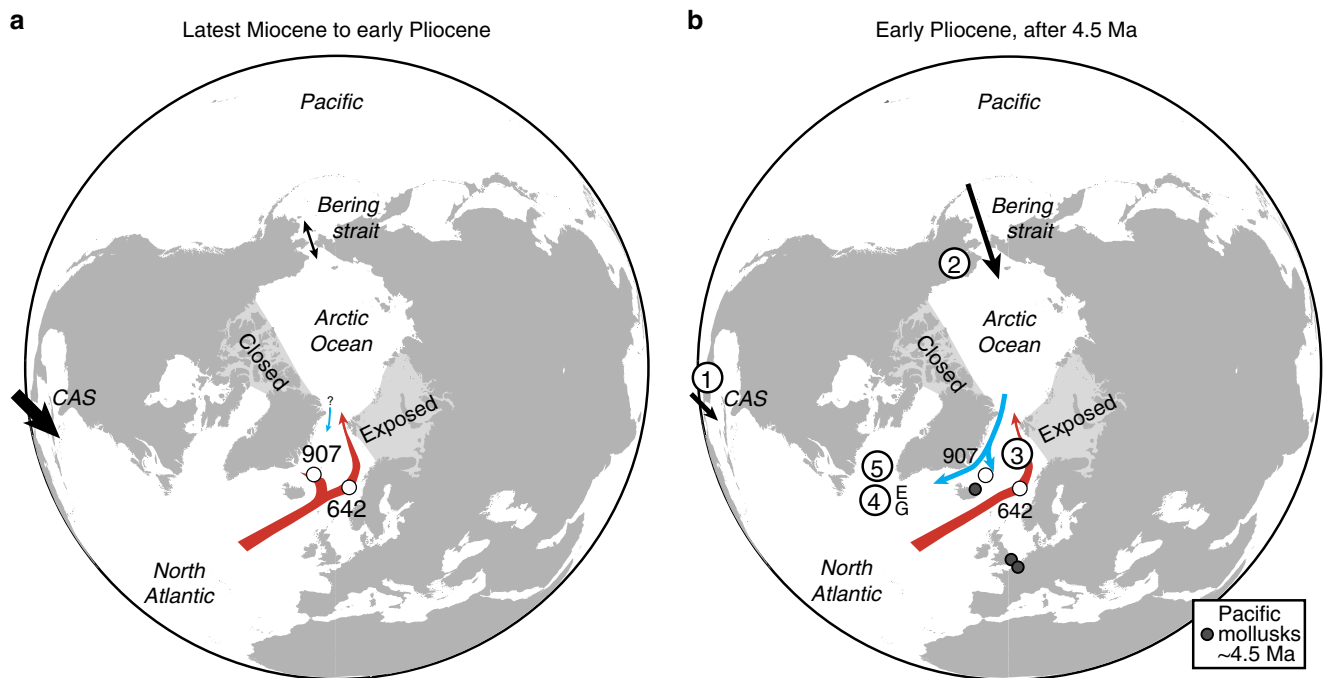 a
Latest Miocene to early Pliocene
Pacific
Bering
strait
Arctic
Ocean
Closed
CAS
?
Exposed
907
642
North
Atlantic
b
Early Pliocene, after 4.5 Ma
Pacific
Bering
strait
2
Arctic
Ocean
Closed
1
CAS
Exposed
907
3
5
4
E
G
642
North
Atlantic
Pacific
mollusks
~4.5 Ma